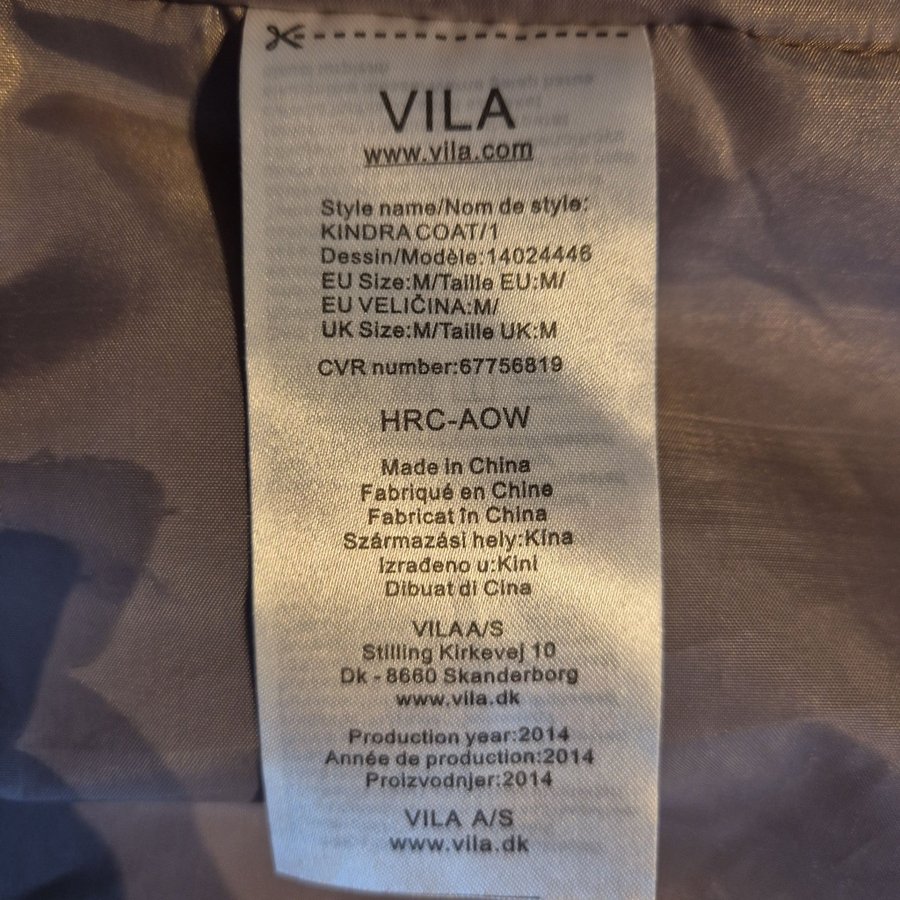 VILA
www.vila.com
Style name/Nom de style:
KINDRA COAT/1
Dessin/Modèle:14024446
EU Size:M/Taille EU:M/
EU VELIČINA:M/
UK Size:M/Taille UK:M
CVR number:67756819
HRC-AOW
Made in China
Fabriqué en Chine
Fabricat în China
Származási hely:Kína
Izrađeno u:Kini
Dibuat di Cina
VILA A/S
Stilling Kirkevej 10
Dk - 8660 Skanderborg
www.vila.dk
Production year:2014
Année de production:2014
Proizvodnjer:2014
VILA A/S
www.vila.dk